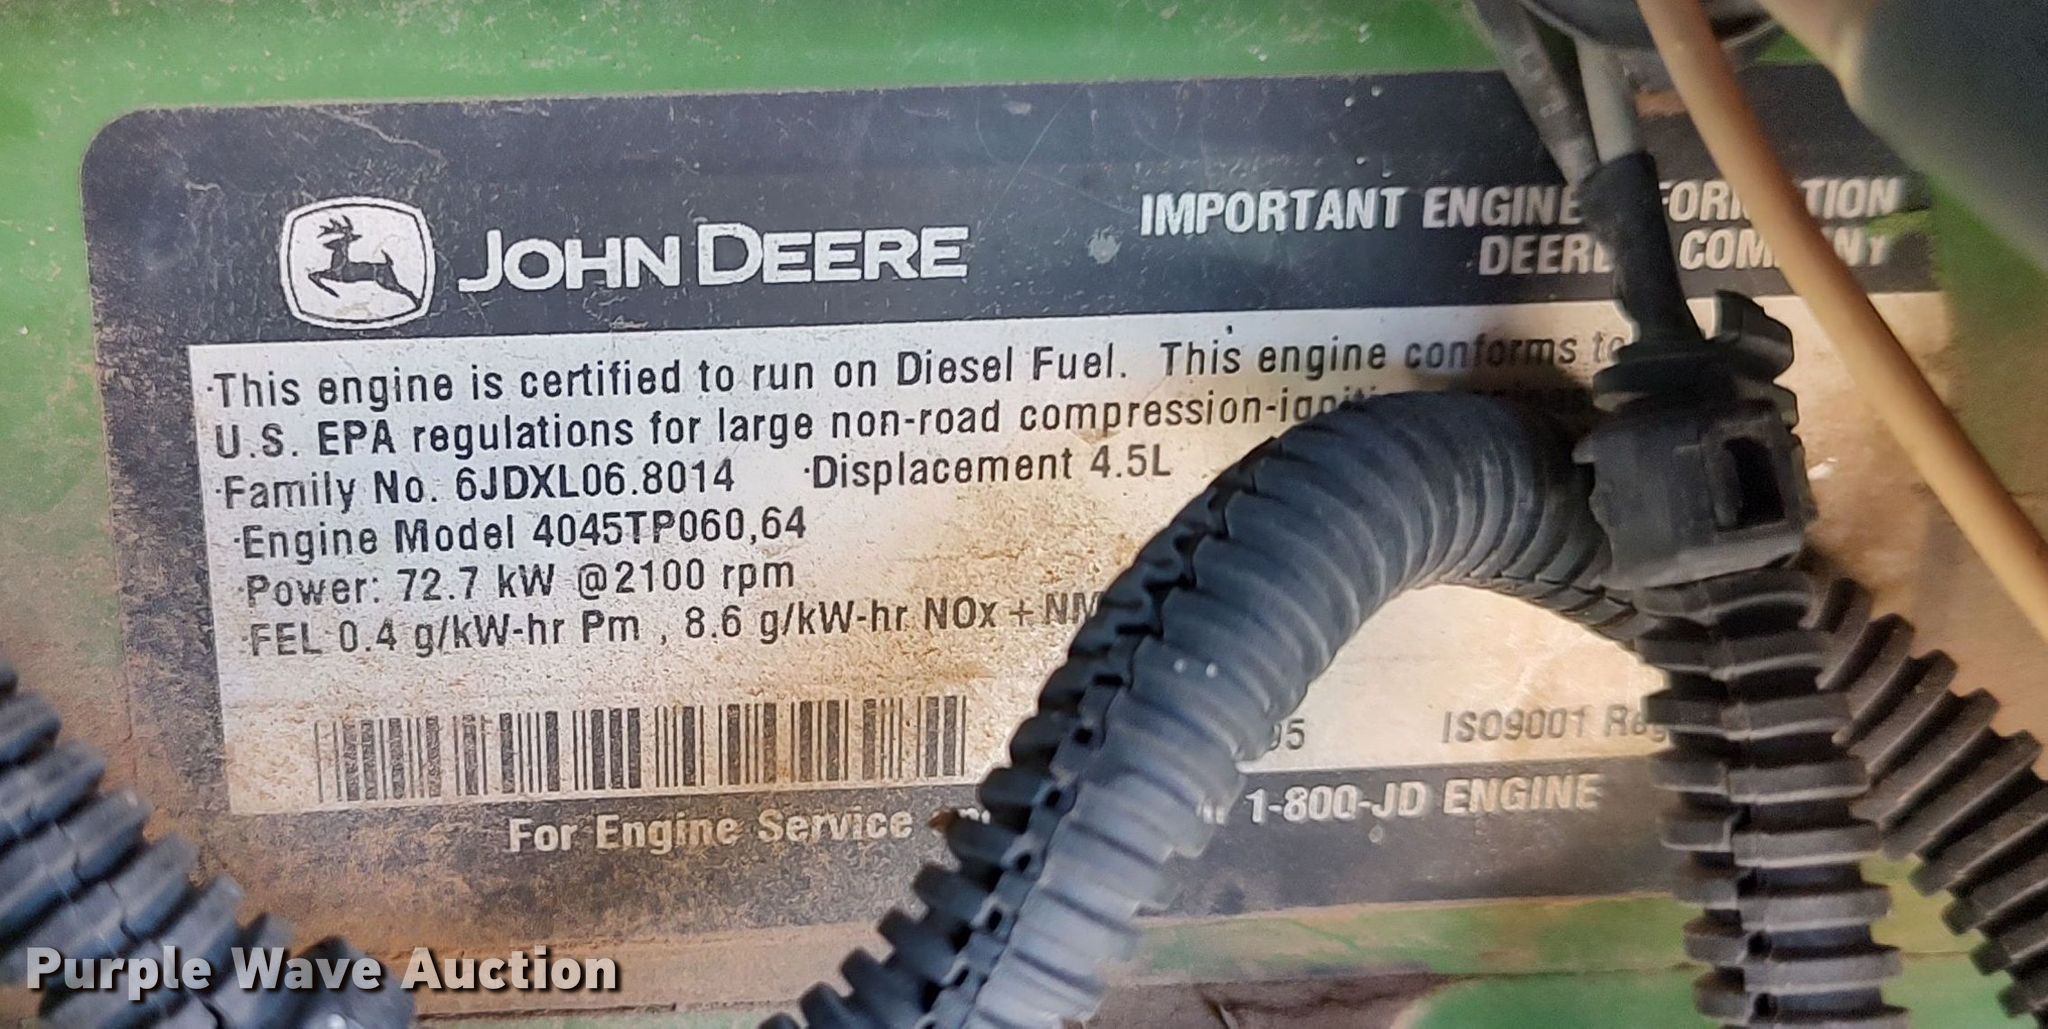 JOHN DEERE
IMPORTANT ENGINE
DEERE
·This engine is certified to run on Diesel Fuel. This engine conforms to
U.S. EPA regulations for large non-road
·Family No. 6JDXL06.8014 ·Displacement 4.5L
·Engine Model 4045TP060,64
·Power: 72.7 kW @2100 rpm
·FEL 0.4 g/kW-hr Pm , 8.6 g/kW-hr NOx +
ISO9001
For Engine Service 1-800-JD ENGINE
Purple Wave Auction